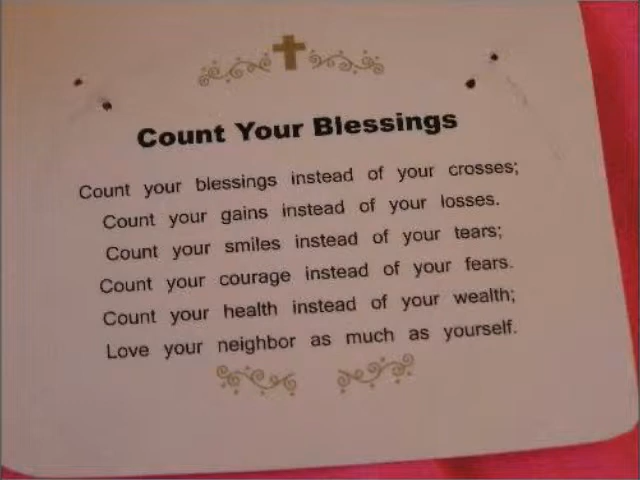 Count Your Blessings
Count your blessings instead of your crosses;
Count your gains instead of your losses.
Count your smiles instead of your tears;
Count your courage instead of your fears.
Count your health instead of your wealth;
Love your neighbor as much as yourself.